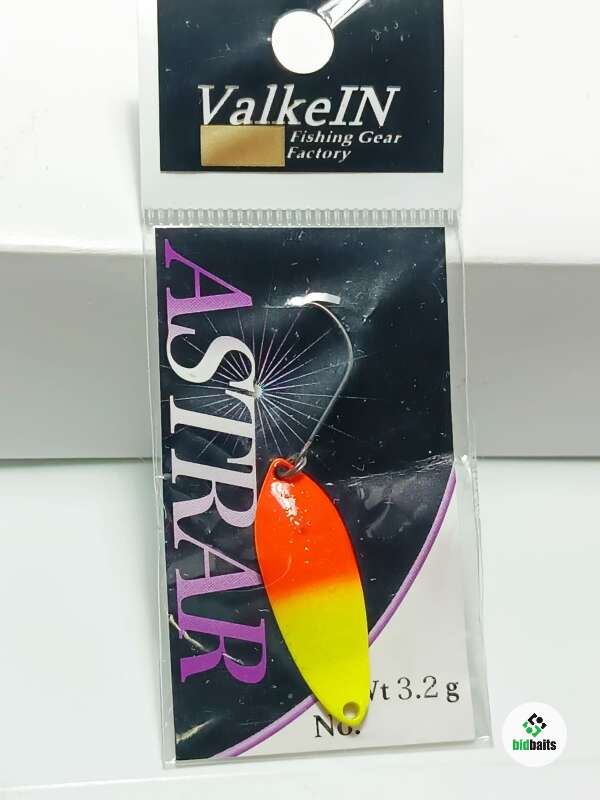 ValkeIN
Fishing Gear
Factory
ASTRAR
Wt 3.2 g
No.
bidbaits